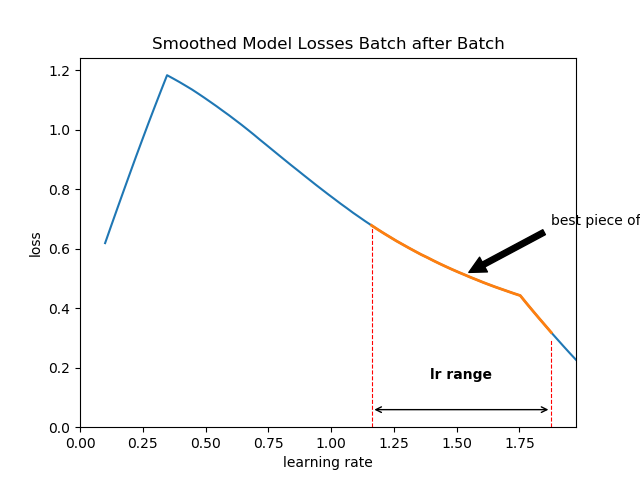 Smoothed Model Losses Batch after Batch
1.2
1.0
0.8
0.6
0.4
0.2
0.0
loss
best piece of
lr range
0.00 0.25 0.50 0.75 1.00 1.25 1.50 1.75
learning rate